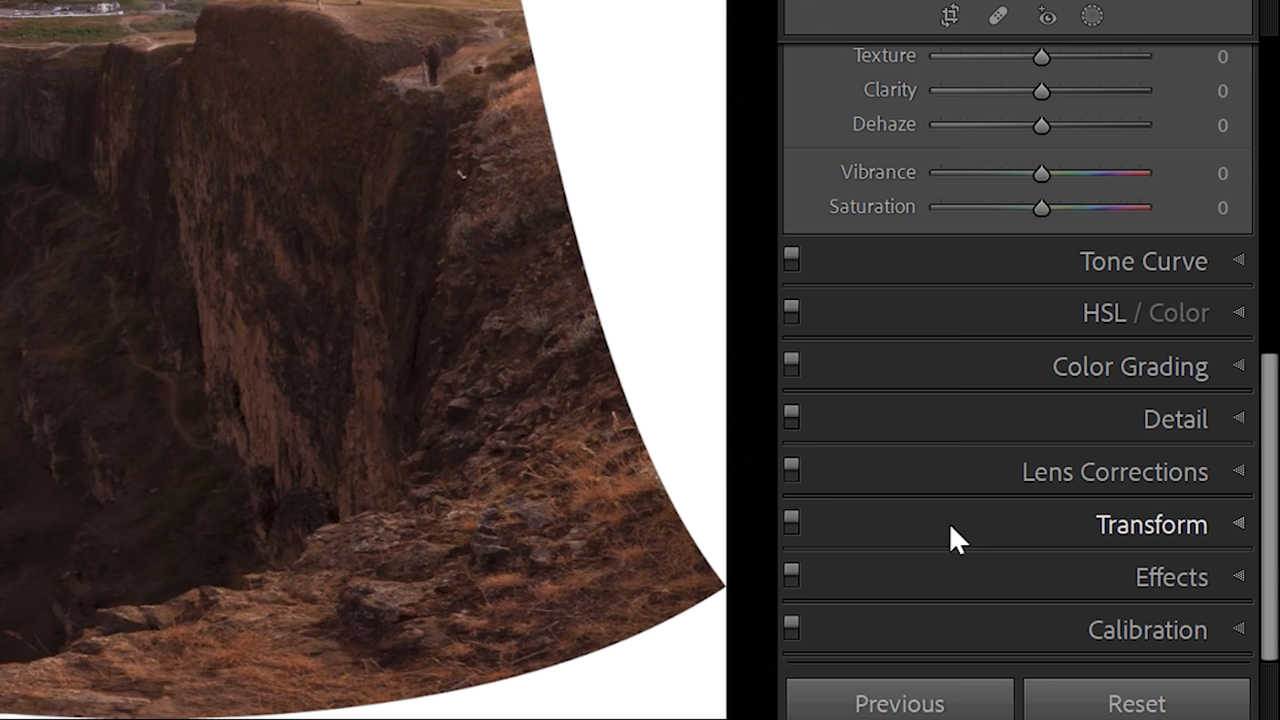 Texture 0
Clarity 0
Dehaze 0
Vibrance 0
Saturation 0
Tone Curve
HSL / Color
Color Grading
Detail
Lens Corrections
Transform
Effects
Calibration
Previous Reset